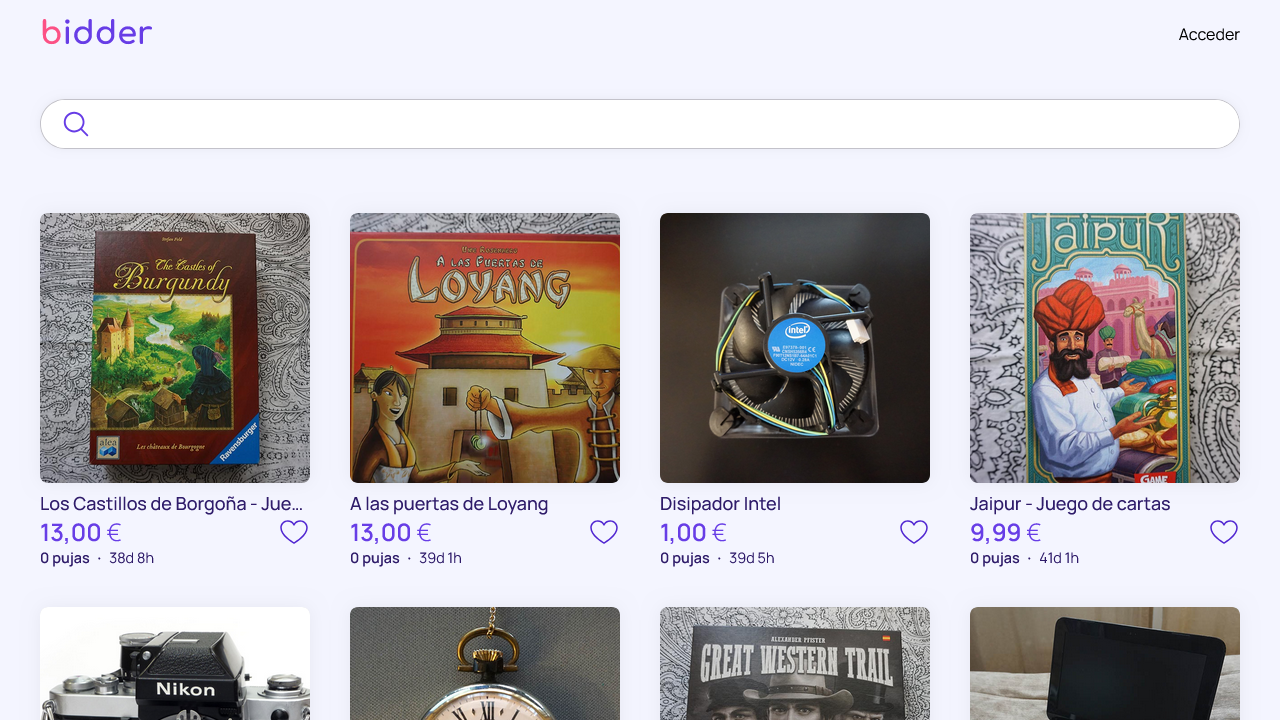 bidder
Acceder
Stefan Feld
The Castles of
Burgundy
alea
Les châteaux de Bourgogne
Ravensburger
A LAS PUERTAS DE
LOYANG
intel
Jaipur
GAME
Los Castillos de Borgoña - Jue...
13,00 €
0 pujas · 38d 8h
A las puertas de Loyang
13,00 €
0 pujas · 39d 1h
Disipador Intel
1,00 €
0 pujas · 39d 5h
Jaipur - Juego de cartas
9,99 €
0 pujas · 41d 1h
Nikon
ALEXANDER PFISTER
GREAT WESTERN TRAIL